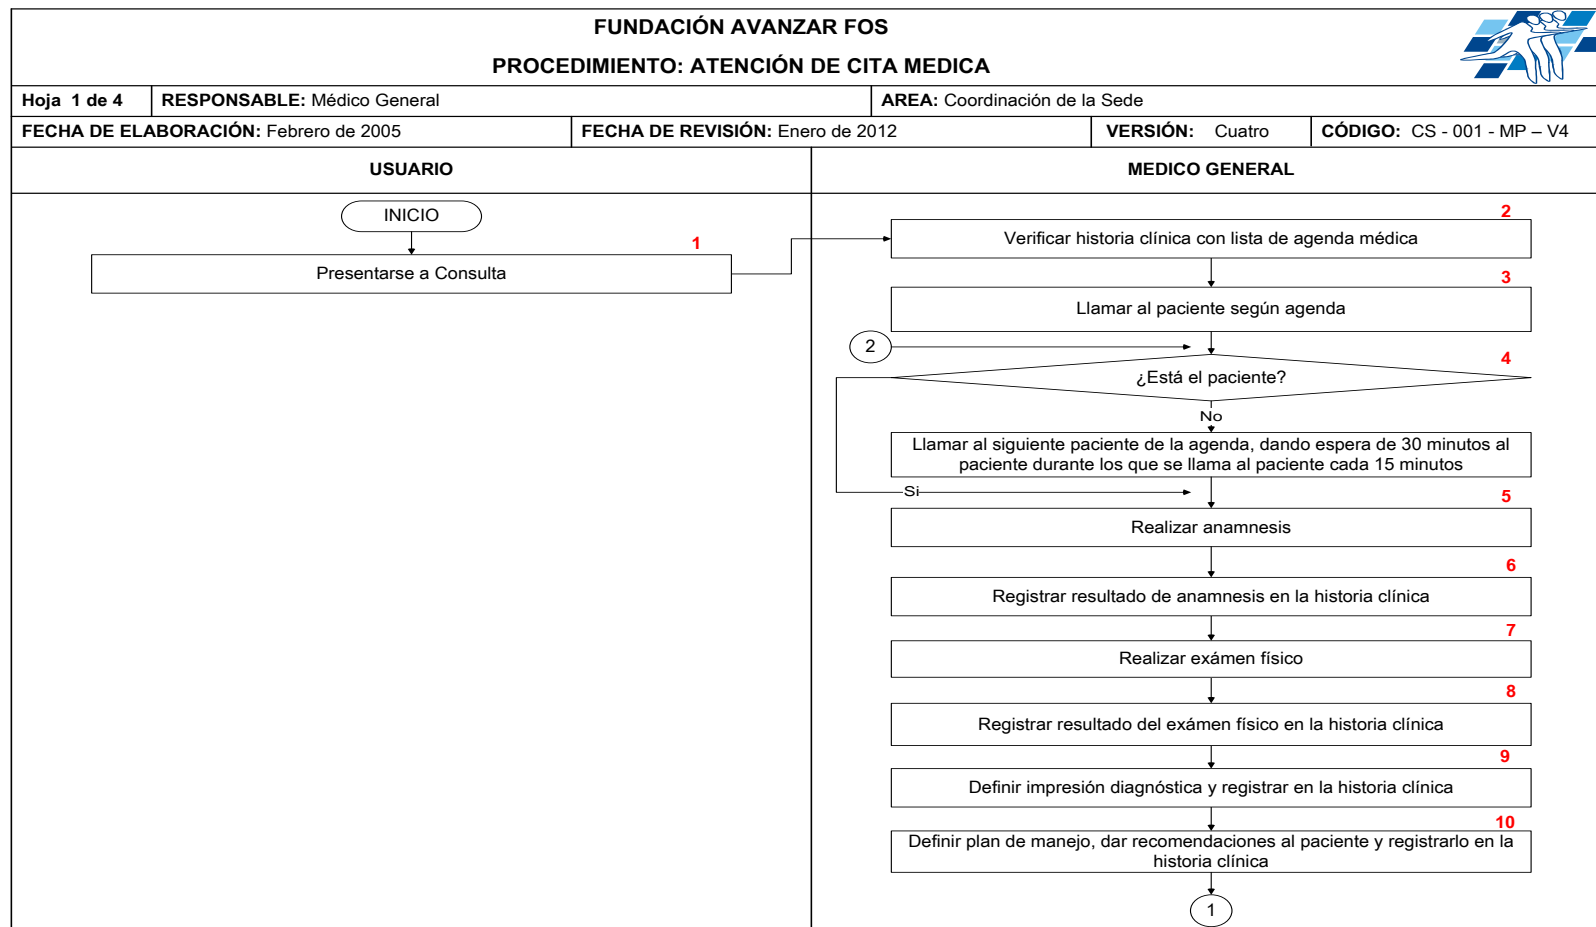 FUNDACIÓN AVANZAR FOS
PROCEDIMIENTO: ATENCIÓN DE CITA MEDICA
Hoja 1 de 4
RESPONSABLE: Médico General
AREA: Coordinación de la Sede
FECHA DE ELABORACIÓN: Febrero de 2005
FECHA DE REVISIÓN: Enero de 2012
VERSIÓN: Cuatro
CÓDIGO: CS - 001 - MP – V4
USUARIO
MEDICO GENERAL
INICIO
1
Presentarse a Consulta
2
Verificar historia clínica con lista de agenda médica
3
Llamar al paciente según agenda
2
4
¿Está el paciente?
No
Llamar al siguiente paciente de la agenda, dando espera de 30 minutos al
paciente durante los que se llama al paciente cada 15 minutos
Si
5
Realizar anamnesis
6
Registrar resultado de anamnesis en la historia clínica
7
Realizar exámen físico
8
Registrar resultado del exámen físico en la historia clínica
9
Definir impresión diagnóstica y registrar en la historia clínica
10
Definir plan de manejo, dar recomendaciones al paciente y registrarlo en la
historia clínica
1